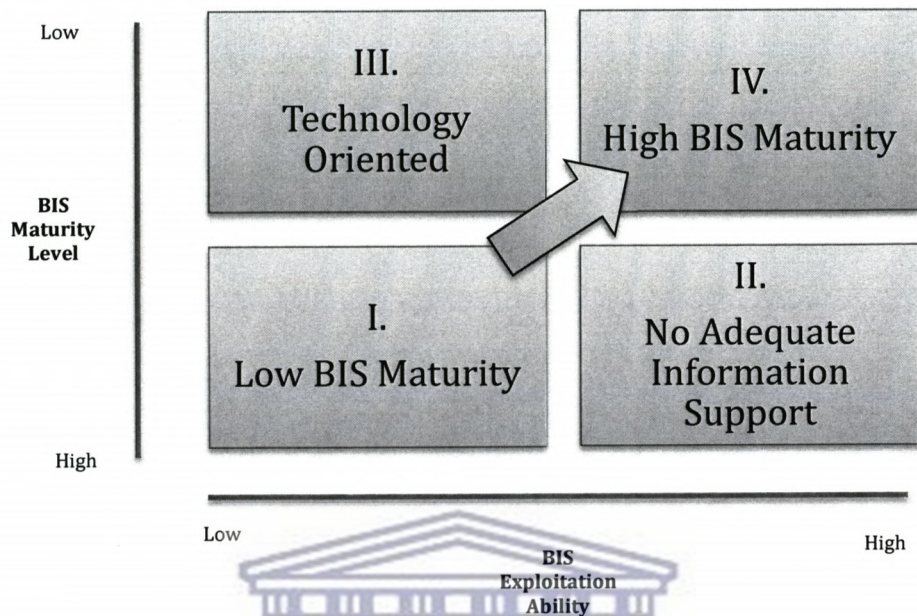 Low
III.
Technology
Oriented
IV.
High BIS Maturity
BIS
Maturity
Level
I.
Low BIS Maturity
II.
No Adequate
Information
Support
High
Low
High
BIS
Exploitation
Ability